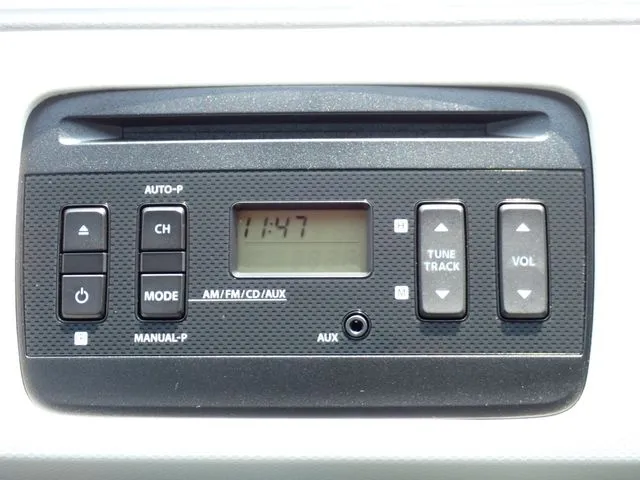 AUTO-P
CH
MODE
MANUAL-P
11:47
AM/FM/CD/AUX
AUX
H
M
TUNE
TRACK
VOL